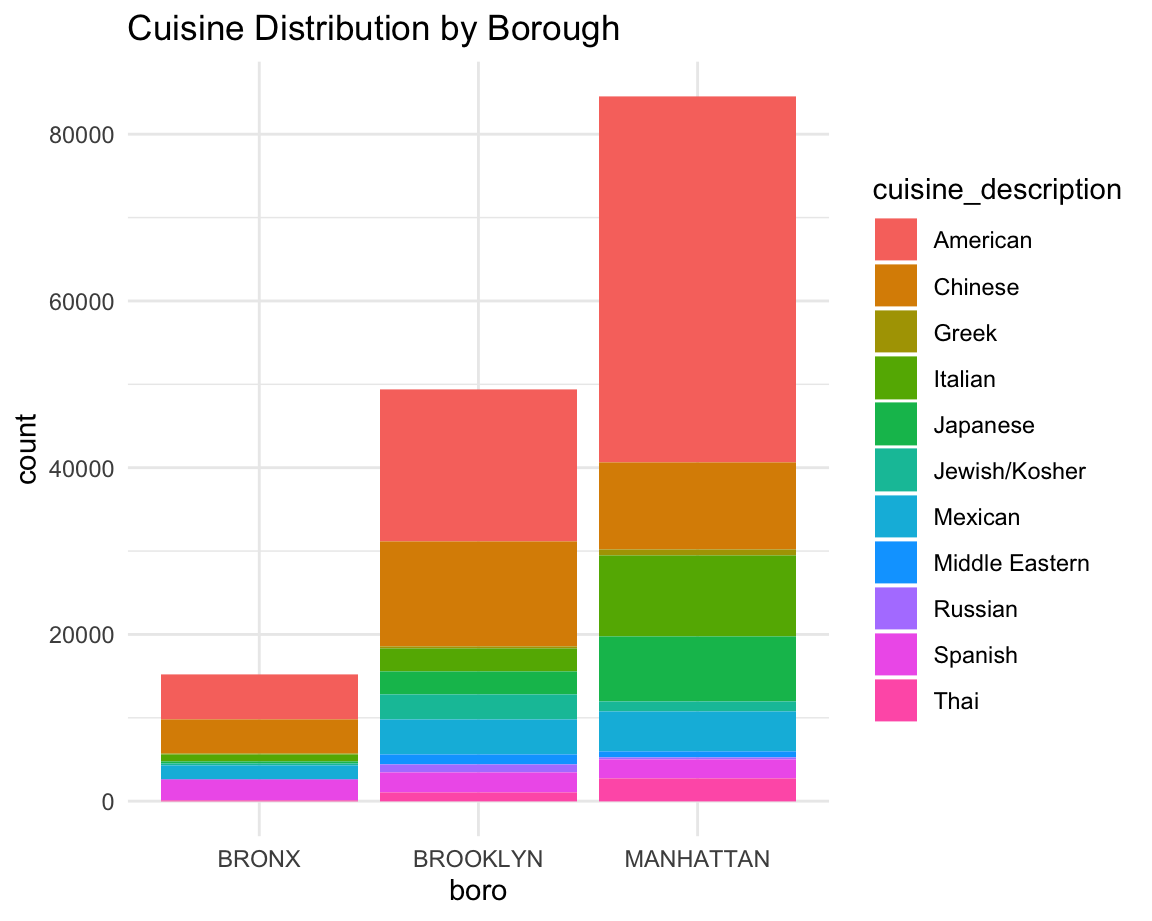 Cuisine Distribution by Borough
80000
60000
40000
20000
0
count
BRONX
BROOKLYN
MANHATTAN
boro
cuisine_description
American
Chinese
Greek
Italian
Japanese
Jewish/Kosher
Mexican
Middle Eastern
Russian
Spanish
Thai